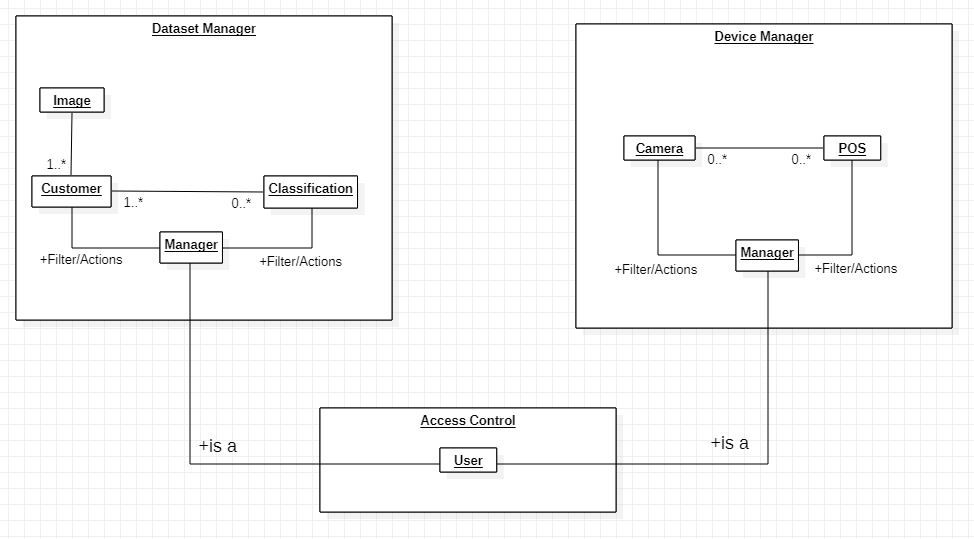 Dataset Manager
Image
1..*
Customer
Classification
1..*
0..*
Manager
+Filter/Actions
+Filter/Actions
Device Manager
Camera
POS
0..*
0..*
Manager
+Filter/Actions
+Filter/Actions
Access Control
+is a
User
+is a